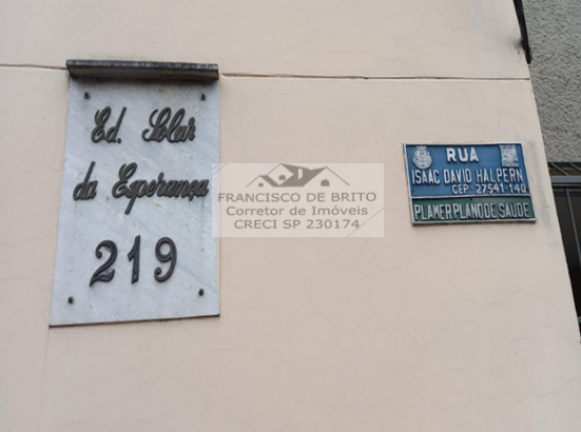 Ed. Solar
da Esperança
219
FRANCISCO DE BRITO
Corretor de Imóveis
CRECI SP 230174
RUA
ISAAC DAVID HALPERN
CEP. 27541-140
PLAMER PLANO DE SAÚDE